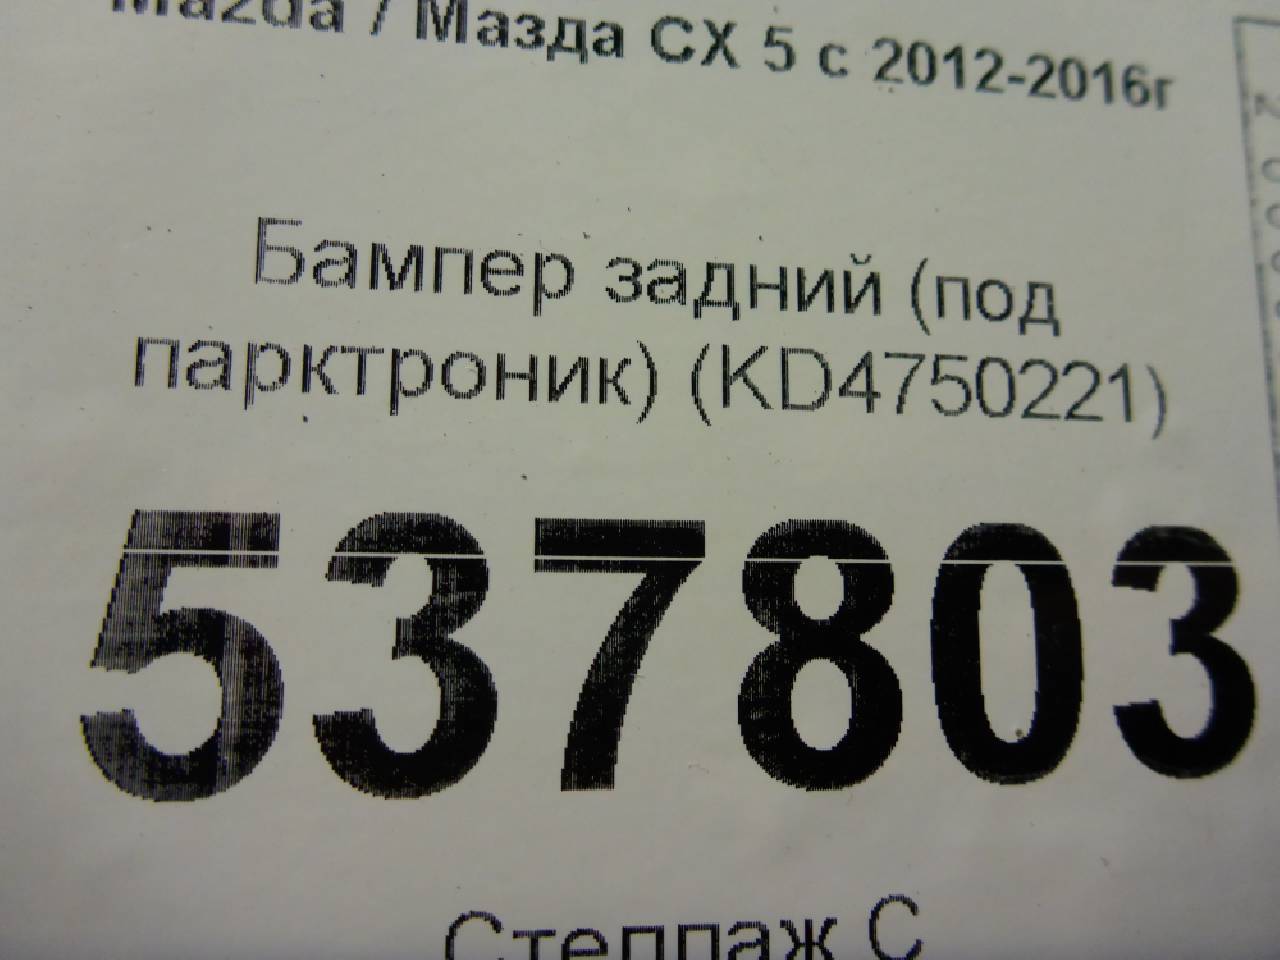 Mazda / Мазда CX 5 с 2012-2016г
Бампер задний (под
парктроник) (KD4750221)
537803
Стеллаж С